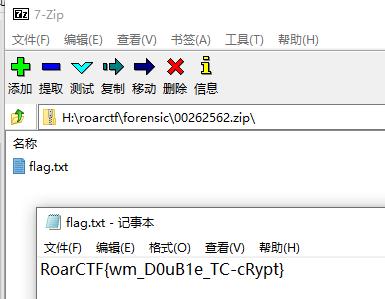 7z 7-Zip
文件(F) 编辑(E) 查看(V) 书签(A) 工具(T) 帮助(H)
添加 提取 测试 复制 移动 删除 信息
H:\roarctf\forensic\00262562.zip\
名称
flag.txt
flag.txt - 记事本
文件(F) 编辑(E) 格式(O) 查看(V) 帮助(H)
RoarCTF{wm_D0uB1e_TC-cRypt}